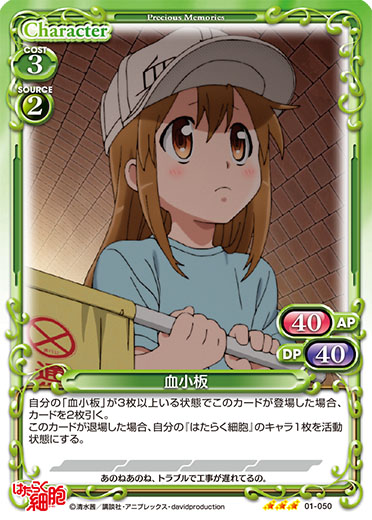 Precious Memories
Character
COST
3
SOURCE
2
40 AP
DP 40
血小板
自分の「血小板」が3枚以上いる状態でこのカードが登場した場合、
カードを2枚引く。
このカードが退場した場合、自分の『はたらく細胞』のキャラ1枚を活動
状態にする。
あのねあのね、トラブルで工事が遅れてるの。
はたらく
細胞
©清水茜／講談社・アニプレックス・davidproduction
★★★ 01-050